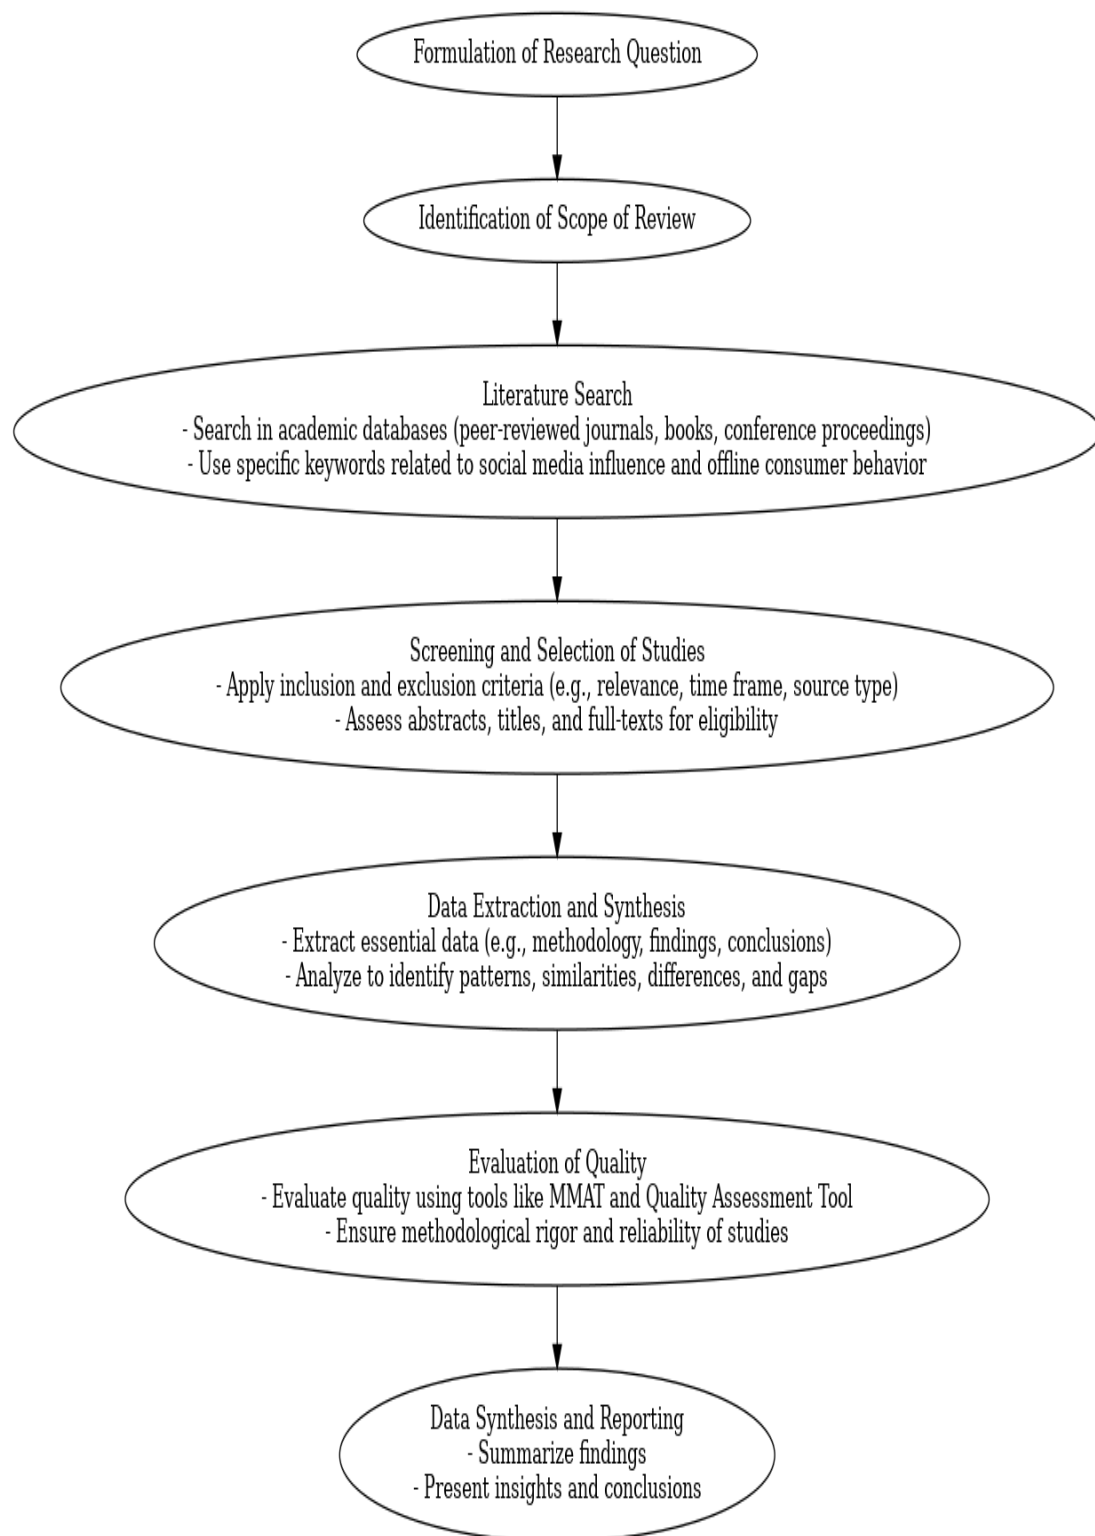 Formulation of Research Question
Identification of Scope of Review
Literature Search
- Search in academic databases (peer-reviewed journals, books, conference proceedings)
- Use specific keywords related to social media influence and offline consumer behavior
Screening and Selection of Studies
- Apply inclusion and exclusion criteria (e.g., relevance, time frame, source type)
- Assess abstracts, titles, and full-texts for eligibility
Data Extraction and Synthesis
- Extract essential data (e.g., methodology, findings, conclusions)
- Analyze to identify patterns, similarities, differences, and gaps
Evaluation of Quality
- Evaluate quality using tools like MMAT and Quality Assessment Tool
- Ensure methodological rigor and reliability of studies
Data Synthesis and Reporting
- Summarize findings
- Present insights and conclusions